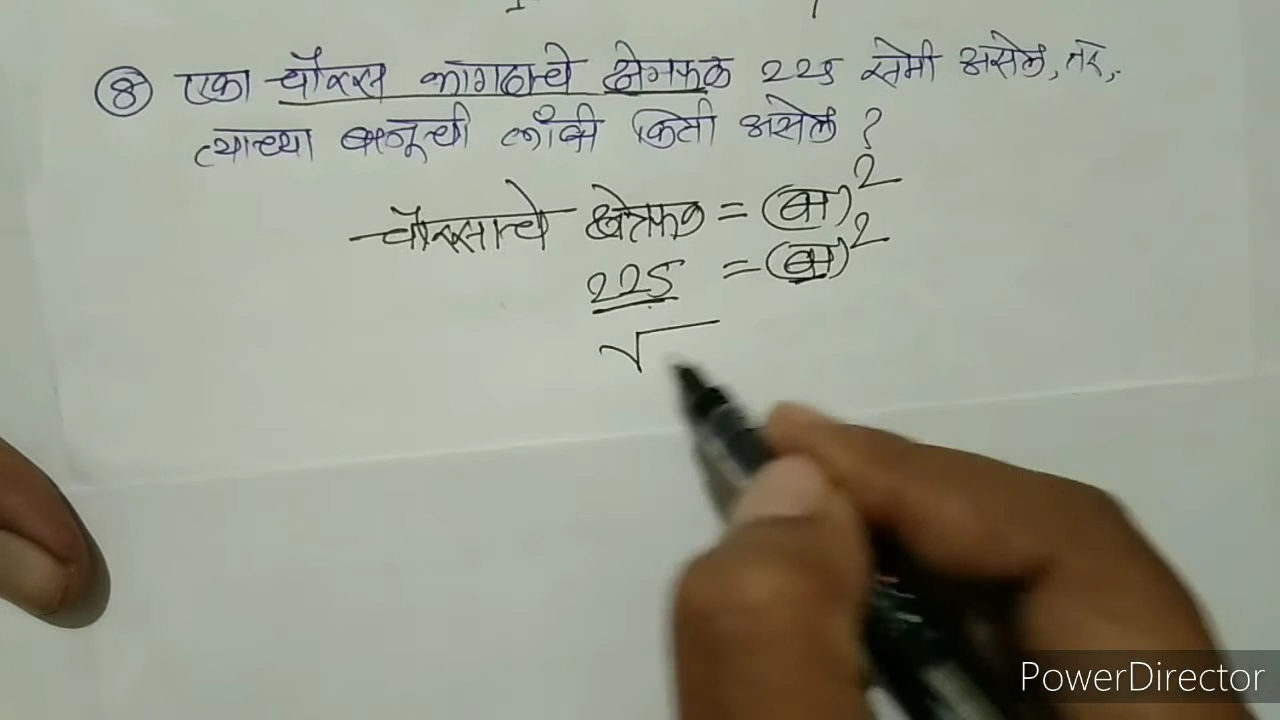 ④ एका चौरस कागदाचे क्षेत्रफळ 225 सेमी असेल, तर,
त्याच्या बाजूची लांबी किती असेल ?
चौरसाचे क्षेत्रफळ = (बा)²
225 = (बा)²
√
PowerDirector